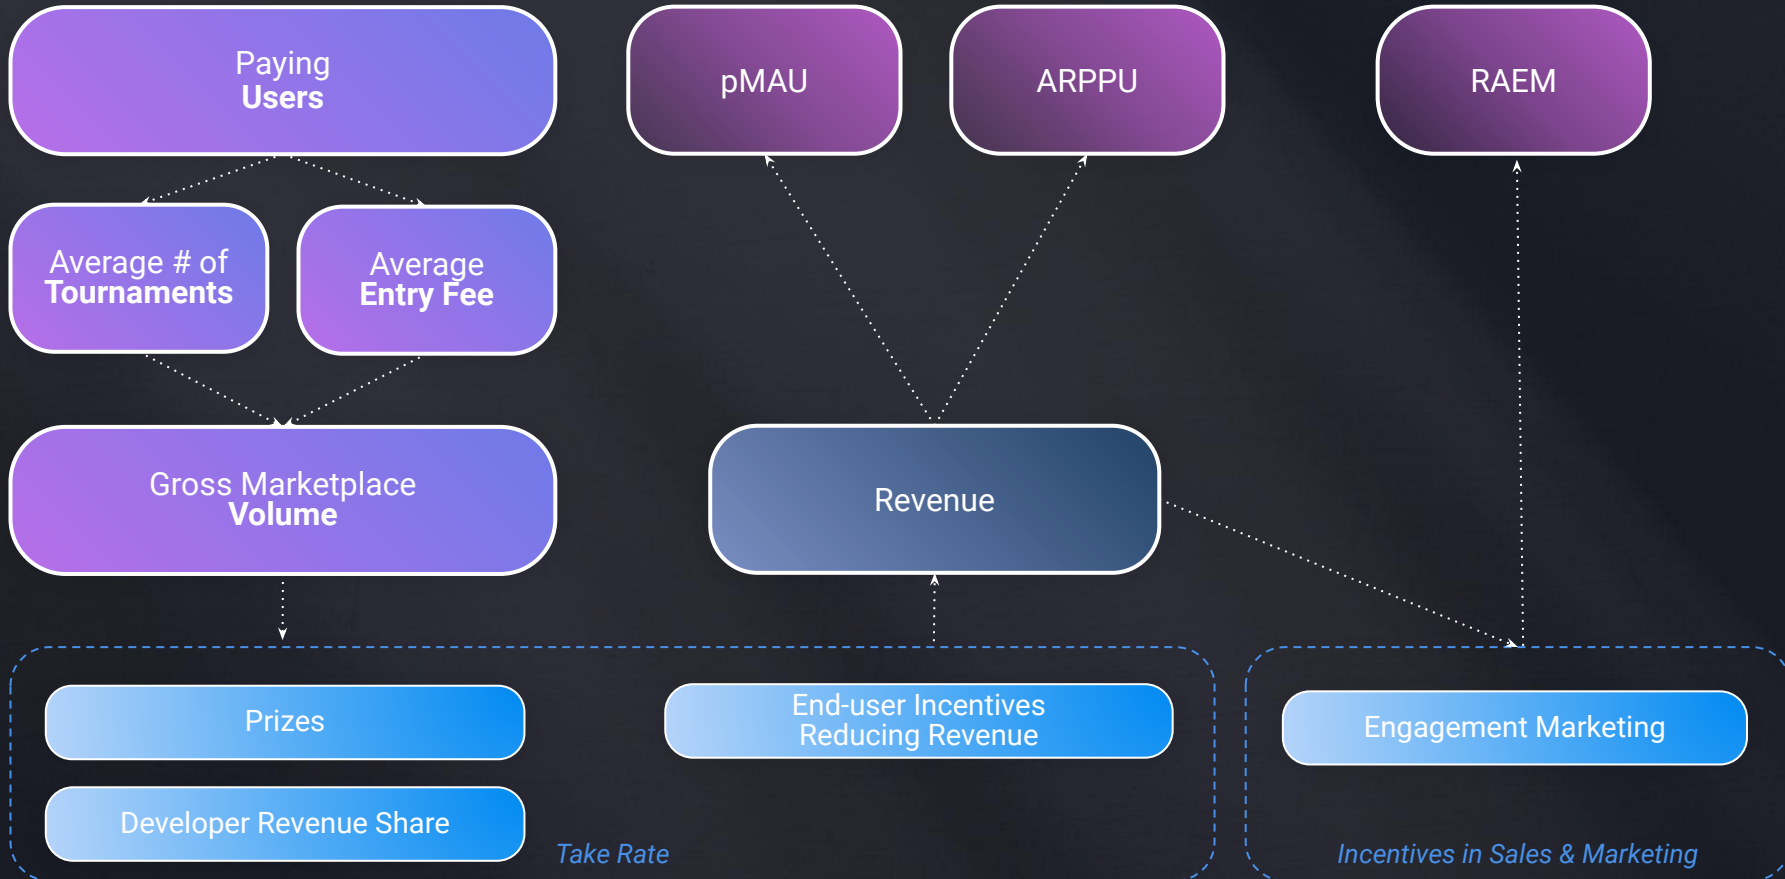 Paying
Users
pMAU
ARPPU
RAEM
Average # of
Tournaments
Average
Entry Fee
Gross Marketplace
Volume
Revenue
Prizes
End-user Incentives
Reducing Revenue
Engagement Marketing
Developer Revenue Share
Take Rate
Incentives in Sales & Marketing